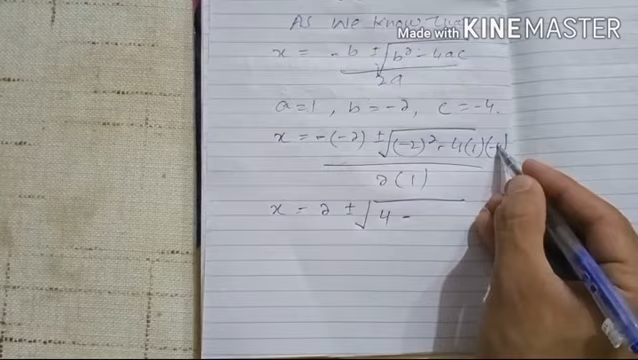 Made with KINEMASTER
As we know
x = -b ± √b² - 4ac
2a
a=1, b=-2, c=-4.
x = -(-2) ± √(-2)² - 4(1)(-4)
2(1)
x = 2 ± √4 -